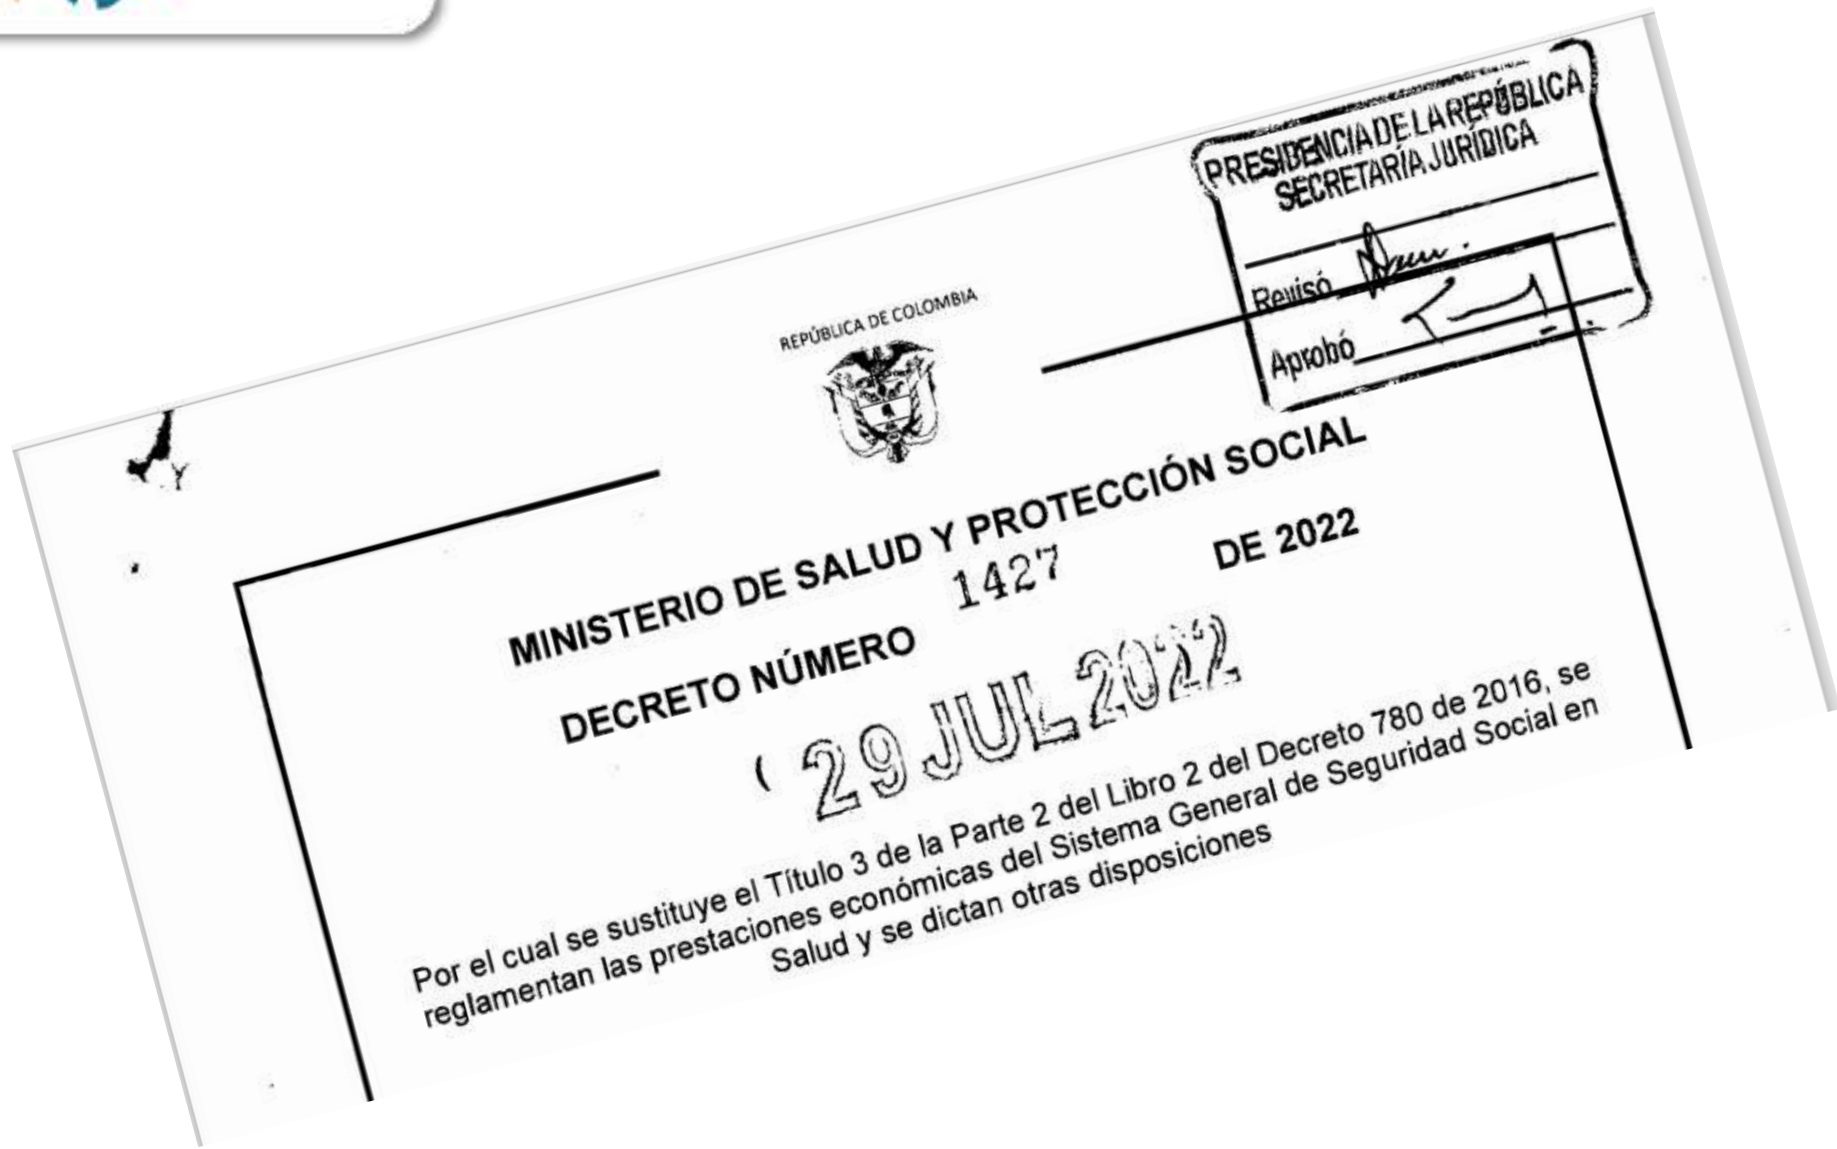 PRESIDENCIA DE LA REPÚBLICA
SECRETARÍA JURÍDICA
Revisó
Aprobó
REPÚBLICA DE COLOMBIA
MINISTERIO DE SALUD Y PROTECCIÓN SOCIAL
DECRETO NÚMERO 1427 DE 2022
( 29 JUL 2022
Por el cual se sustituye el Título 3 de la Parte 2 del Libro 2 del Decreto 780 de 2016, se
reglamentan las prestaciones económicas del Sistema General de Seguridad Social en
Salud y se dictan otras disposiciones